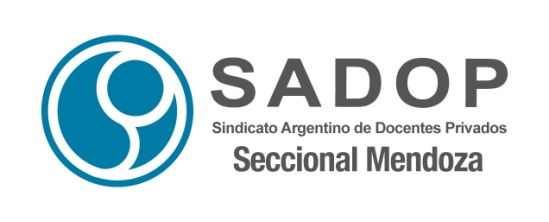 SADOP
Sindicato Argentino de Docentes Privados
Seccional Mendoza